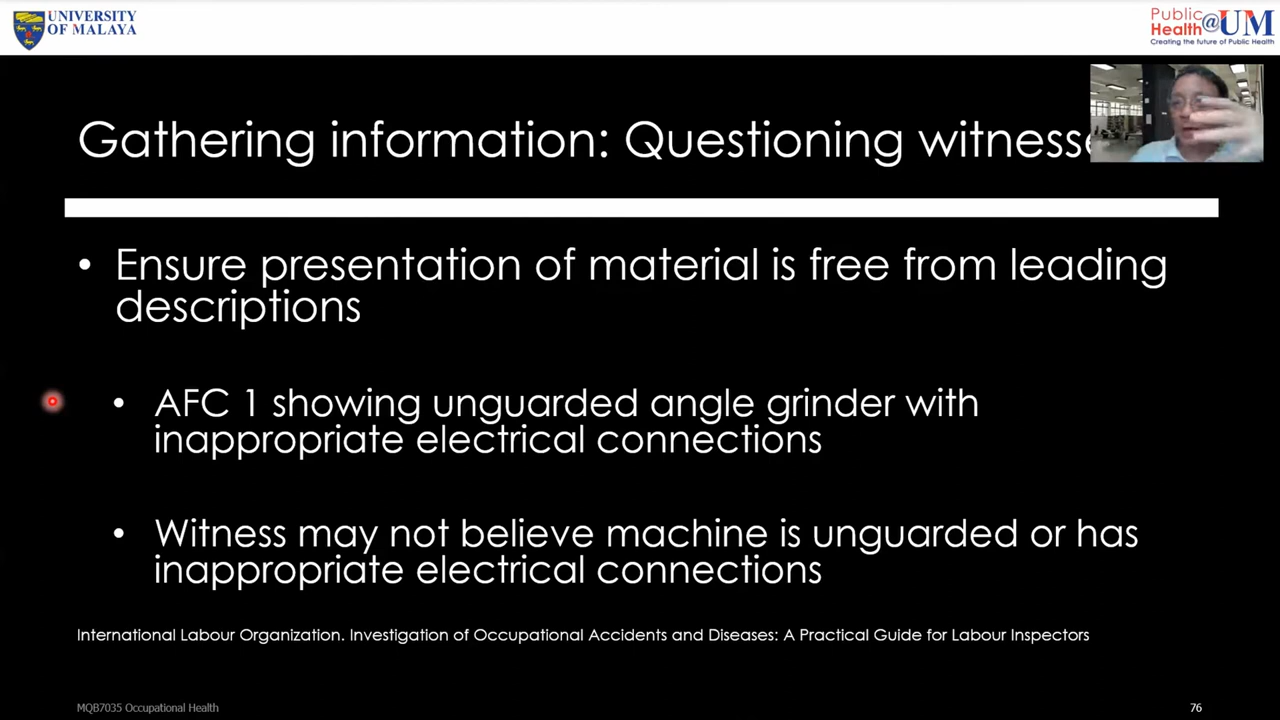 UNIVERSITY
OF MALAYA
Public
Health@UM
Creating the future of Public Health
Gathering information: Questioning witnesse
• Ensure presentation of material is free from leading
descriptions
• AFC 1 showing unguarded angle grinder with
inappropriate electrical connections
• Witness may not believe machine is unguarded or has
inappropriate electrical connections
International Labour Organization. Investigation of Occupational Accidents and Diseases: A Practical Guide for Labour Inspectors
MQB7035 Occupational Health
76